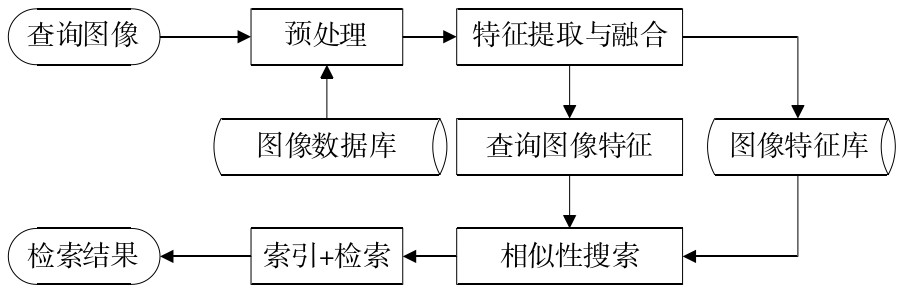 查询图像
预处理
特征提取与融合
图像数据库
查询图像特征
图像特征库
检索结果
索引+检索
相似性搜索